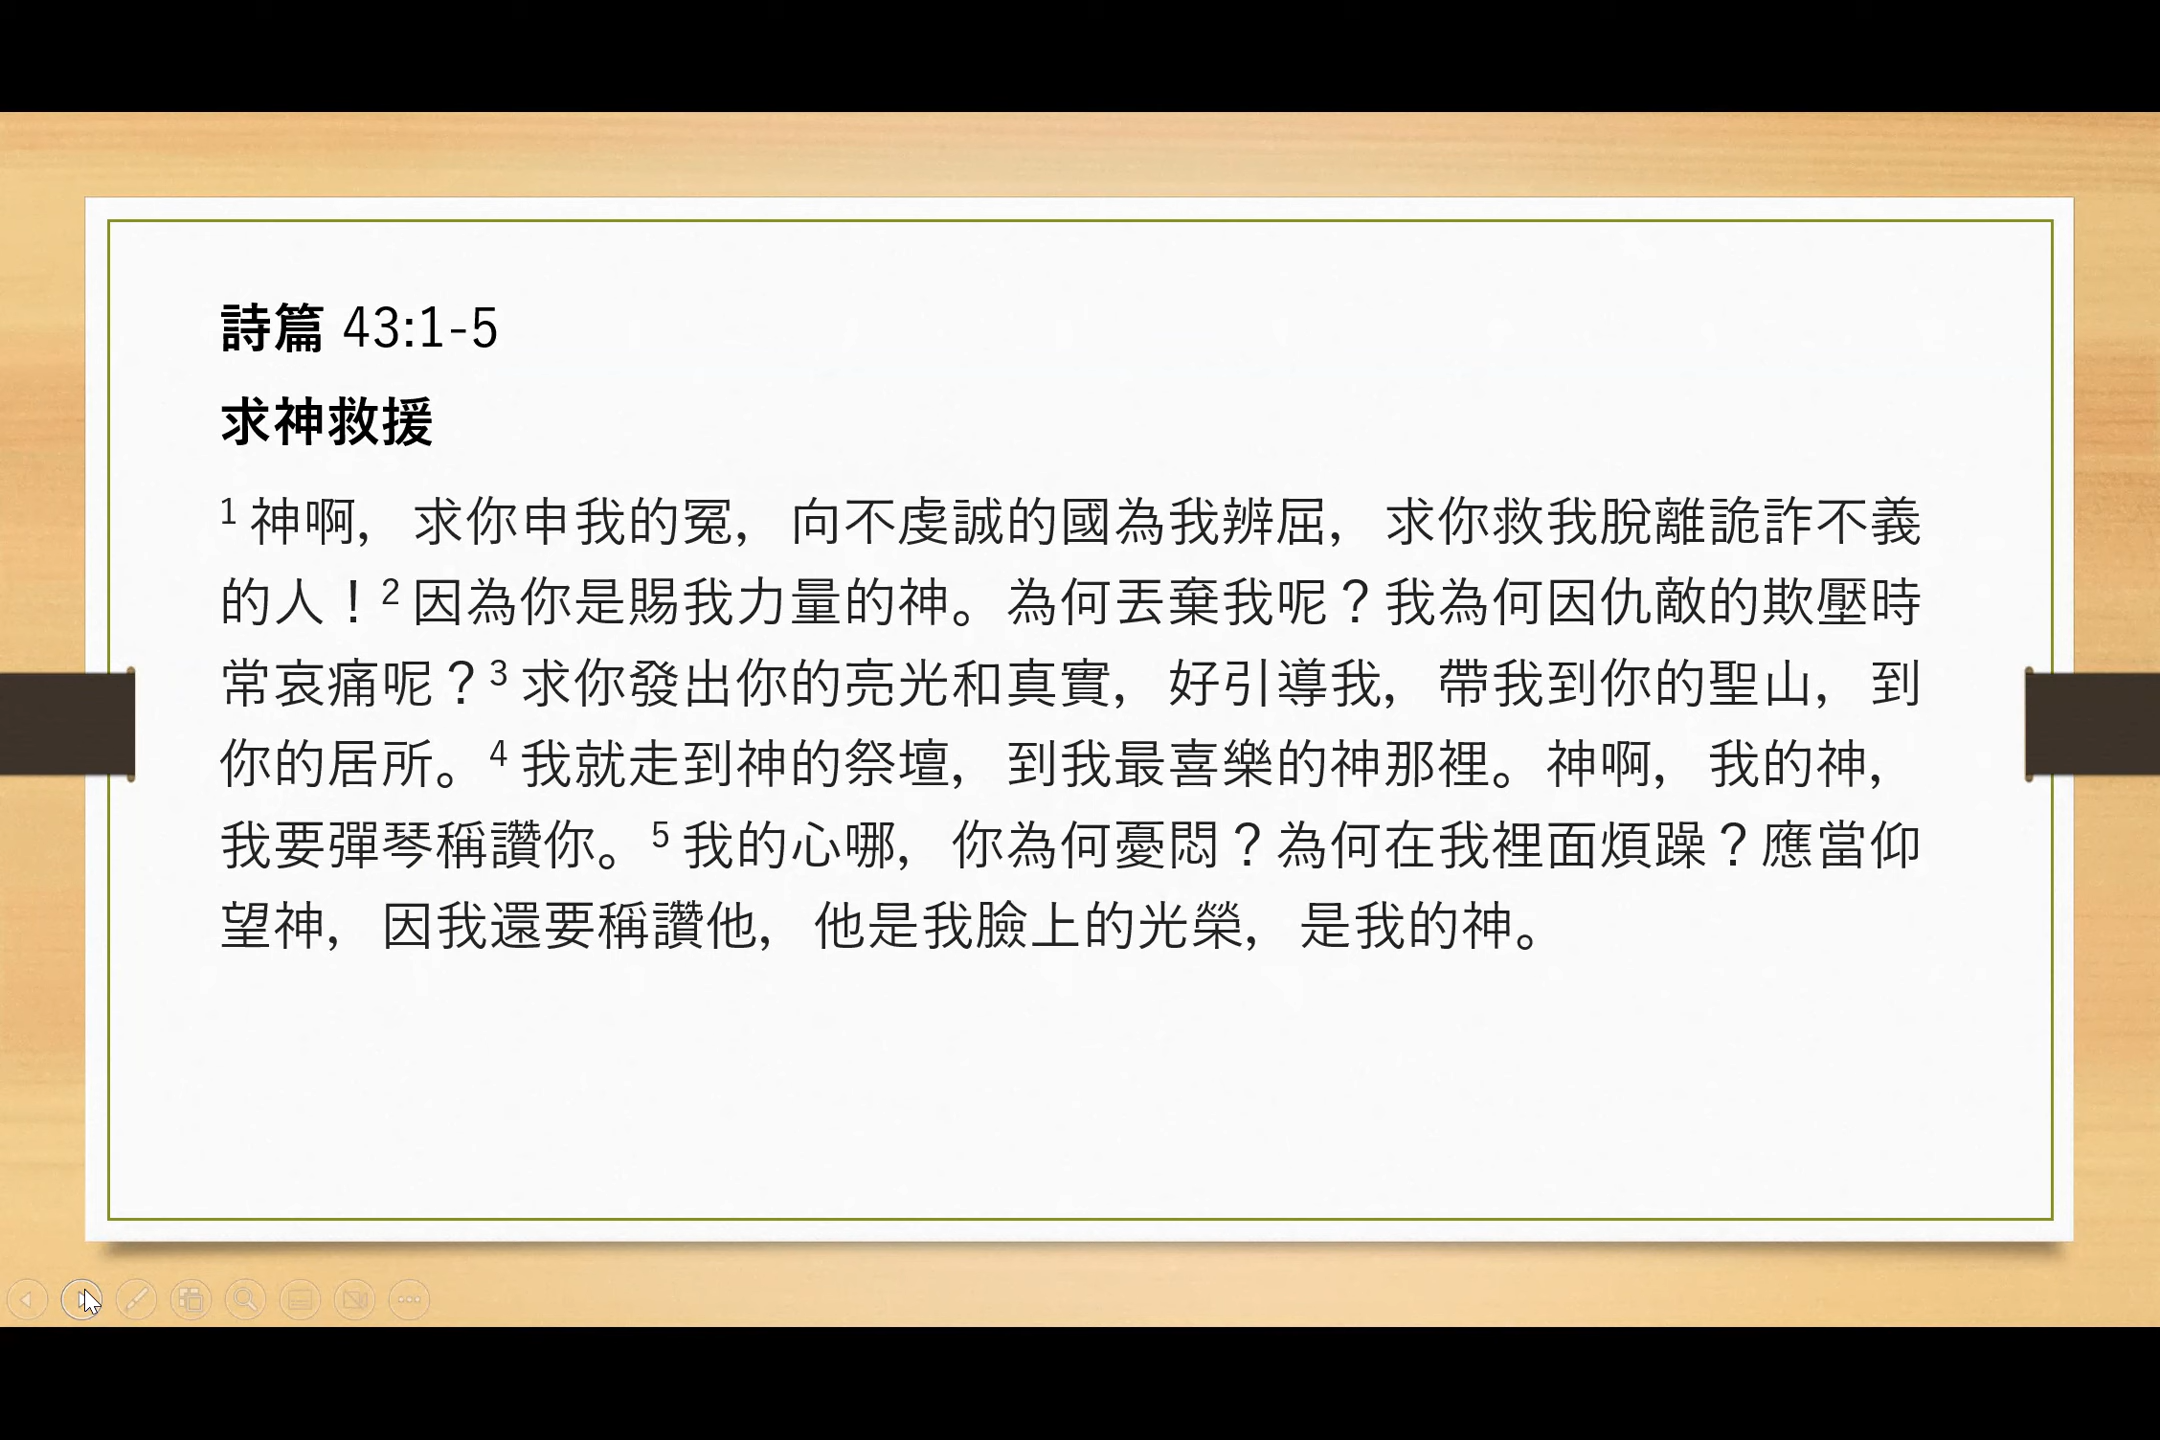 詩篇 43:1-5
求神救援
1 神啊，求你申我的冤，向不虔誠的國為我辨屈，求你救我脫離詭詐不義
的人！2 因為你是賜我力量的神。為何丟棄我呢？我為何因仇敵的欺壓時
常哀痛呢？3 求你發出你的亮光和真實，好引導我，帶我到你的聖山，到
你的居所。4 我就走到神的祭壇，到我最喜樂的神那裡。神啊，我的神，
我要彈琴稱讚你。5 我的心哪，你為何憂悶？為何在我裡面煩躁？應當仰
望神，因我還要稱讚他，他是我臉上的光榮，是我的神。